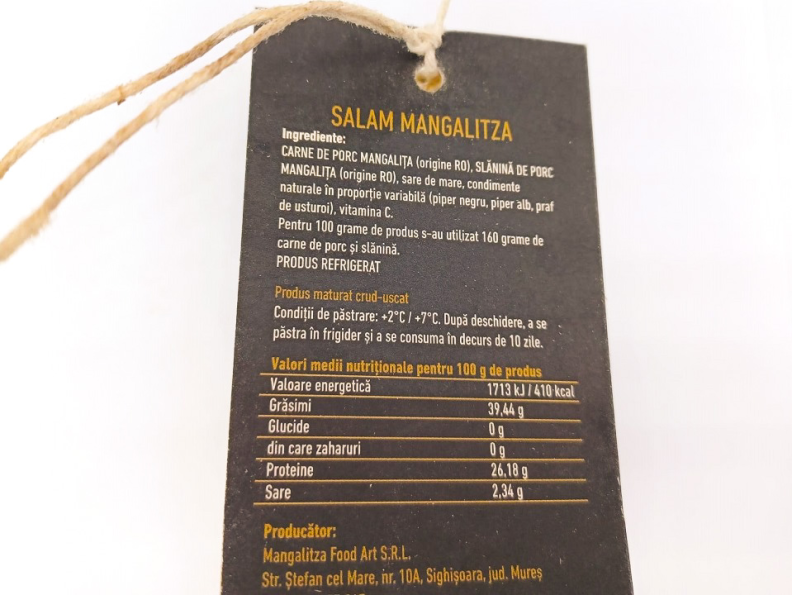 SALAM MANGALITZA
Ingrediente:
CARNE DE PORC MANGALIȚA (origine RO), SLĂNINĂ DE PORC
MANGALIȚA (origine RO), sare de mare, condimente
naturale în proporție variabilă (piper negru, piper alb, praf
de usturoi), vitamina C.
Pentru 100 grame de produs s-au utilizat 160 grame de
carne de porc și slănină.
PRODUS REFRIGERAT
Produs maturat crud-uscat
Condiții de păstrare: +2°C / +7°C. După deschidere, a se
păstra în frigider și a se consuma în decurs de 10 zile.
Valori medii nutriționale pentru 100 g de produs
Valoare energetică 1713 kJ / 410 kcal
Grăsimi 39,44 g
Glucide 0 g
din care zaharuri 0 g
Proteine 26,18 g
Sare 2,34 g
Producător:
Mangalitza Food Art S.R.L.
Str. Ștefan cel Mare, nr. 10A, Sighișoara, jud. Mureș